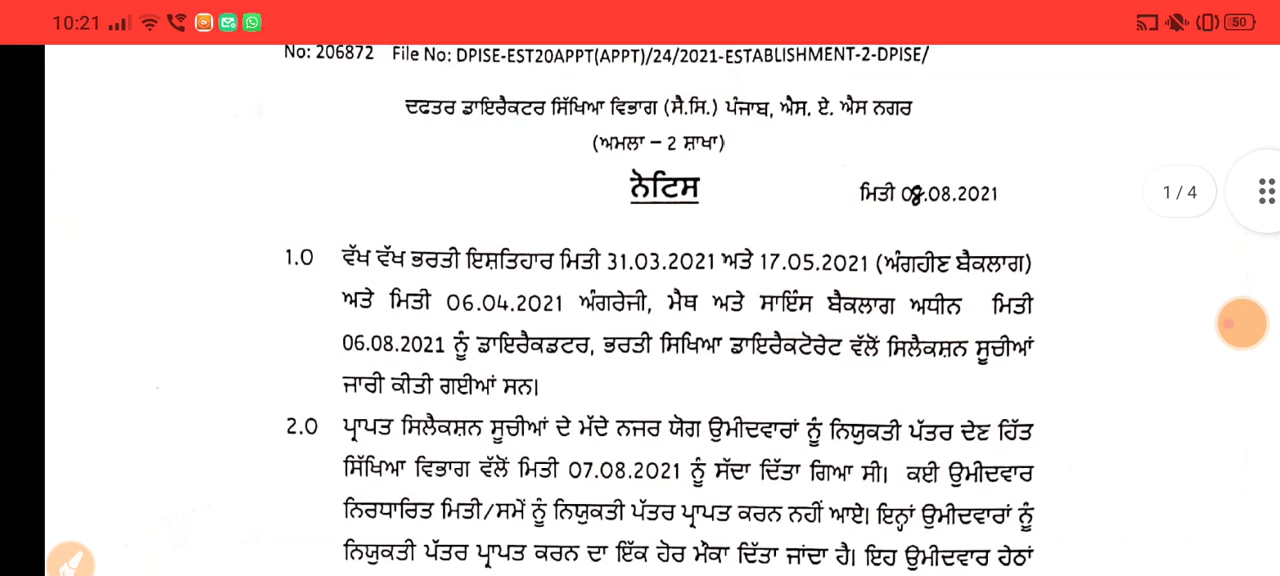 10:21
50
No: 206872 File No: DPISE-EST20APPT(APPT)/24/2021-ESTABLISHMENT-2-DPISE/
ਦਫਤਰ ਡਾਇਰੈਕਟਰ ਸਿੱਖਿਆ ਵਿਭਾਗ (ਸੈ.ਸਿ.) ਪੰਜਾਬ, ਐਸ. ਏ. ਐਸ ਨਗਰ
(ਅਮਲਾ – 2 ਸ਼ਾਖਾ)
ਨੋਟਿਸ
ਮਿਤੀ 08.08.2021
1 / 4
1.0 ਵੱਖ ਵੱਖ ਭਰਤੀ ਇਸ਼ਤਿਹਾਰ ਮਿਤੀ 31.03.2021 ਅਤੇ 17.05.2021 (ਅੰਗਹੀਣ ਬੈਕਲਾਗ)
ਅਤੇ ਮਿਤੀ 06.04.2021 ਅੰਗਰੇਜੀ, ਮੈਥ ਅਤੇ ਸਾਇੰਸ ਬੈਕਲਾਗ ਅਧੀਨ ਮਿਤੀ
06.08.2021 ਨੂੰ ਡਾਇਰੈਕਡਟਰ, ਭਰਤੀ ਸਿਖਿਆ ਡਾਇਰੈਕਟੋਰੇਟ ਵੱਲੋਂ ਸਿਲੈਕਸ਼ਨ ਸੂਚੀਆਂ
ਜਾਰੀ ਕੀਤੀ ਗਈਆਂ ਸਨ।
2.0 ਪ੍ਰਾਪਤ ਸਿਲੈਕਸ਼ਨ ਸੂਚੀਆਂ ਦੇ ਮੱਦੇ ਨਜਰ ਯੋਗ ਉਮੀਦਵਾਰਾਂ ਨੂੰ ਨਿਯੁਕਤੀ ਪੱਤਰ ਦੇਣ ਹਿੱਤ
ਸਿੱਖਿਆ ਵਿਭਾਗ ਵੱਲੋਂ ਮਿਤੀ 07.08.2021 ਨੂੰ ਸੱਦਾ ਦਿੱਤਾ ਗਿਆ ਸੀ। ਕਈ ਉਮੀਦਵਾਰ
ਨਿਰਧਾਰਿਤ ਮਿਤੀ/ਸਮੇਂ ਨੂੰ ਨਿਯੁਕਤੀ ਪੱਤਰ ਪ੍ਰਾਪਤ ਕਰਨ ਨਹੀਂ ਆਏ। ਇਨ੍ਹਾਂ ਉਮੀਦਵਾਰਾਂ ਨੂੰ
ਨਿਯੁਕਤੀ ਪੱਤਰ ਪ੍ਰਾਪਤ ਕਰਨ ਦਾ ਇੱਕ ਹੋਰ ਮੌਕਾ ਦਿੱਤਾ ਜਾਂਦਾ ਹੈ। ਇਹ ਉਮੀਦਵਾਰ ਹੇਠਾਂ